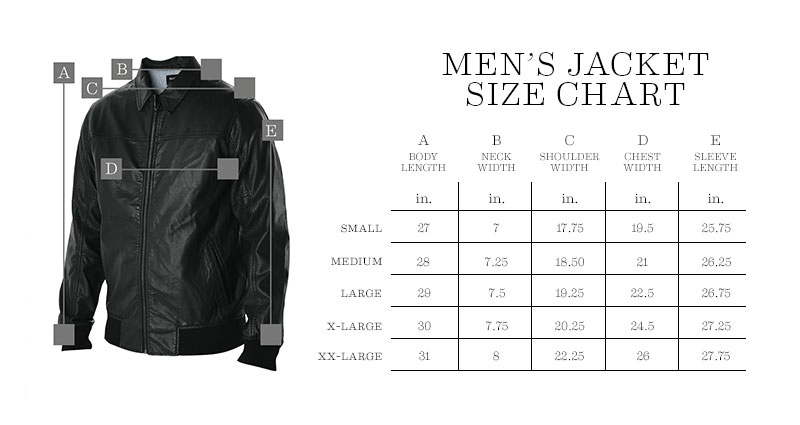 MEN'S JACKET
SIZE CHART
A
B
C
D
E
A B C D E
BODY LENGTH NECK WIDTH SHOULDER WIDTH CHEST WIDTH SLEEVE LENGTH
in. in. in. in. in.
SMALL 27 7 17.75 19.5 25.75
MEDIUM 28 7.25 18.50 21 26.25
LARGE 29 7.5 19.25 22.5 26.75
X-LARGE 30 7.75 20.25 24.5 27.25
XX-LARGE 31 8 22.25 26 27.75